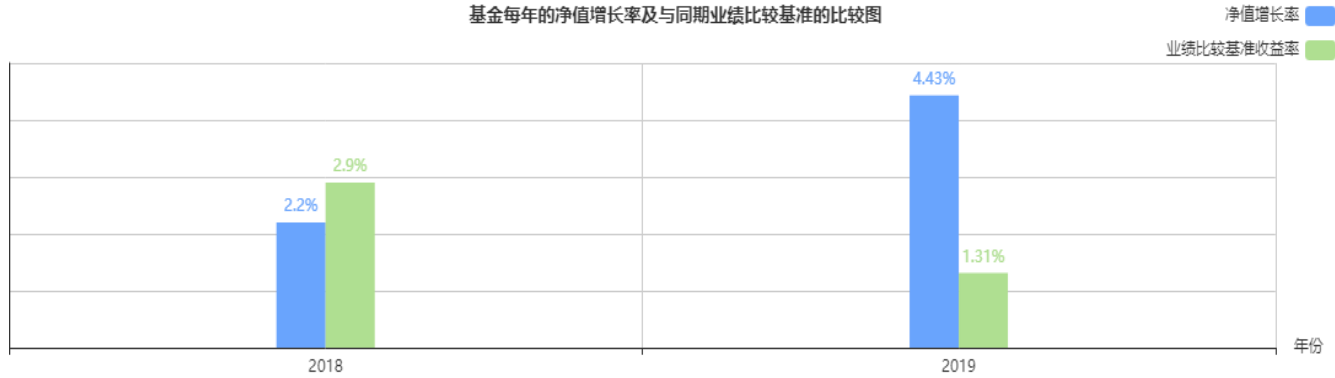 基金每年的净值增长率及与同期业绩比较基准的比较图
净值增长率
业绩比较基准收益率
4.43%
2.9%
2.2%
1.31%
年份
2018
2019